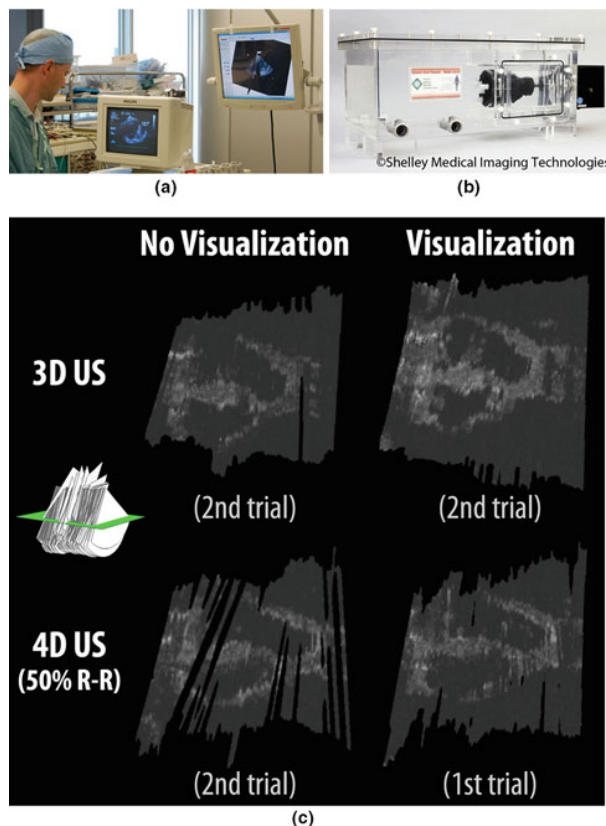 PHILIPS
(a)
©Shelley Medical Imaging Technologies
(b)
No Visualization
Visualization
3D US
(2nd trial)
(2nd trial)
4D US
(50% R-R)
(2nd trial)
(1st trial)
(c)